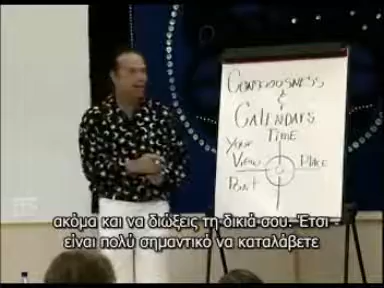 CONSCIOUSNESS
&
CALENDARS
TIME
YOUR
VIEW PLACE
POINT
ακόμα και να διώξεις τη δικιά σου. Έτσι
είναι πολύ σημαντικό να καταλάβετε